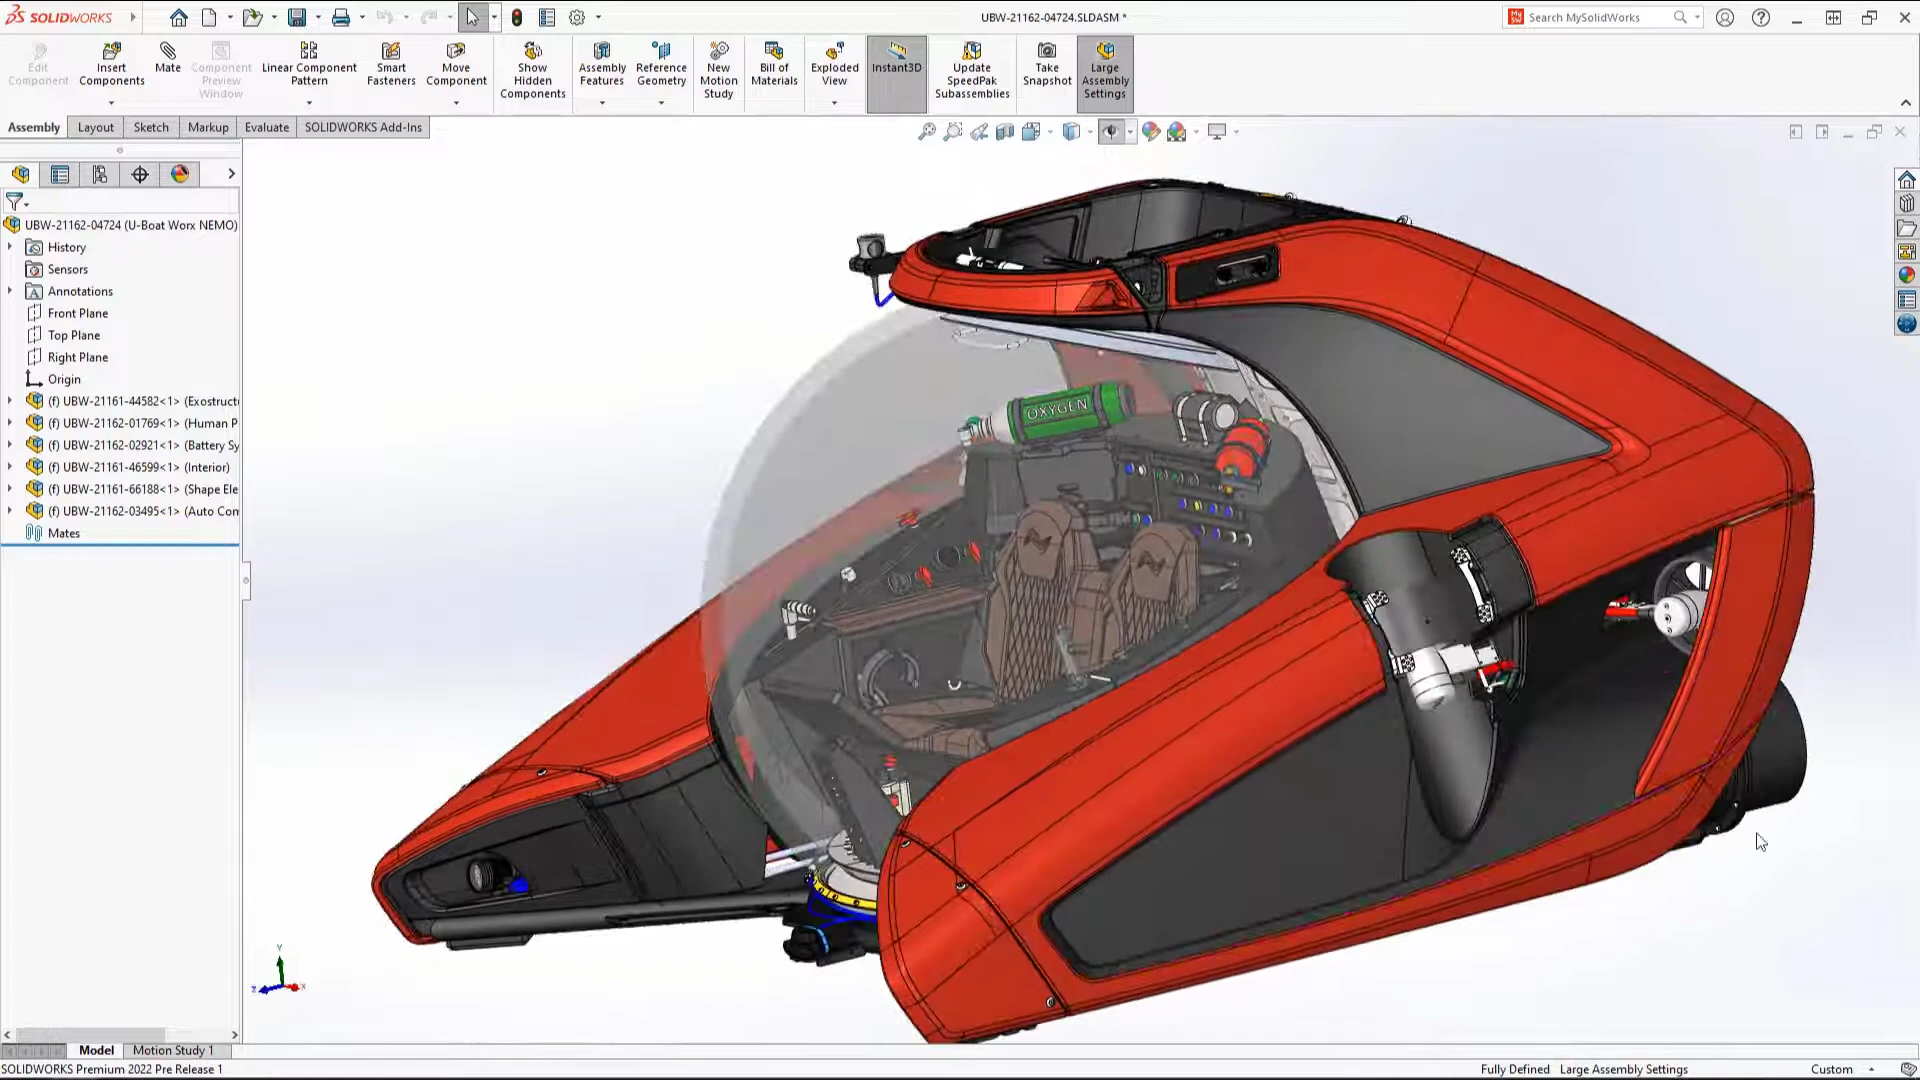 SOLIDWORKS
UBW-21162-04724.SLDASM *
Search MySolidWorks
Edit Component
Insert Components
Mate
Component Preview Window
Linear Component Pattern
Smart Fasteners
Move Component
Show Hidden Components
Assembly Features
Reference Geometry
New Motion Study
Bill of Materials
Exploded View
Instant3D
Update SpeedPak Subassemblies
Take Snapshot
Large Assembly Settings
Assembly
Layout
Sketch
Markup
Evaluate
SOLIDWORKS Add-Ins
UBW-21162-04724 (U-Boat Worx NEMO)
History
Sensors
Annotations
Front Plane
Top Plane
Right Plane
Origin
(f) UBW-21161-44582<1> (Exostruct
(f) UBW-21162-01769<1> (Human P
(f) UBW-21162-02921<1> (Battery Sy
(f) UBW-21161-46599<1> (Interior)
(f) UBW-21161-66188<1> (Shape Ele
(f) UBW-21162-03495<1> (Auto Con
Mates
OXYGEN
Y
Z
X
Model
Motion Study 1
SOLIDWORKS Premium 2022 Pre Release 1
Fully Defined
Large Assembly Settings
Custom